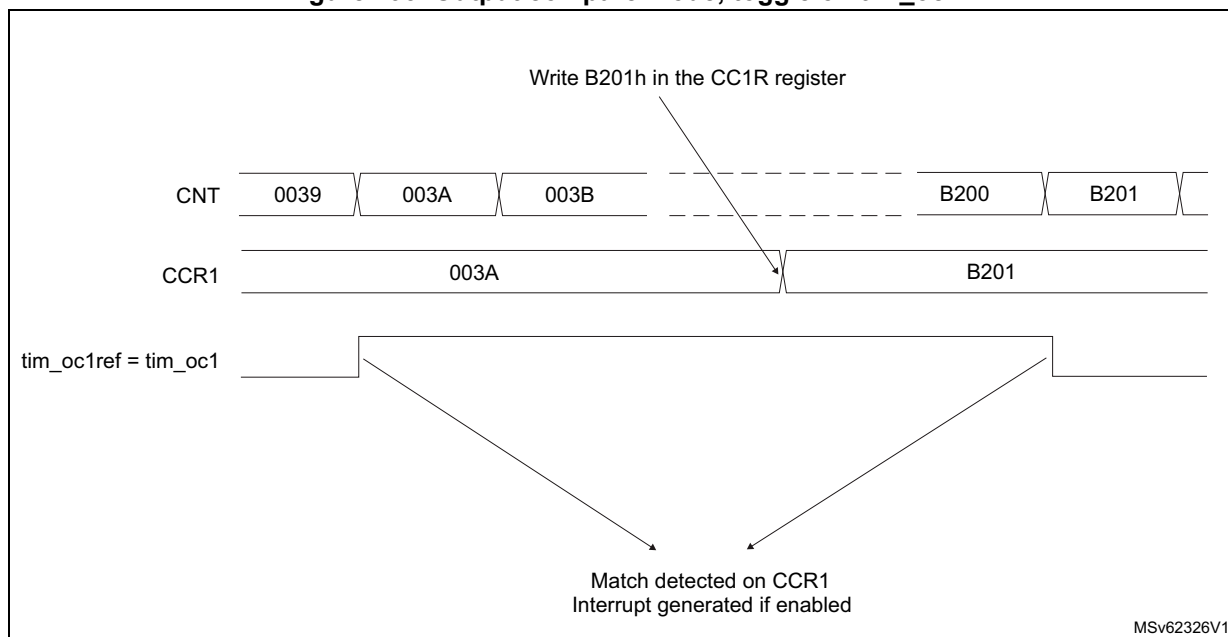 Write B201h in the CC1R register
CNT 0039 003A 003B B200 B201
CCR1 003A B201
tim_oc1ref = tim_oc1
Match detected on CCR1
Interrupt generated if enabled
MSv62326V1